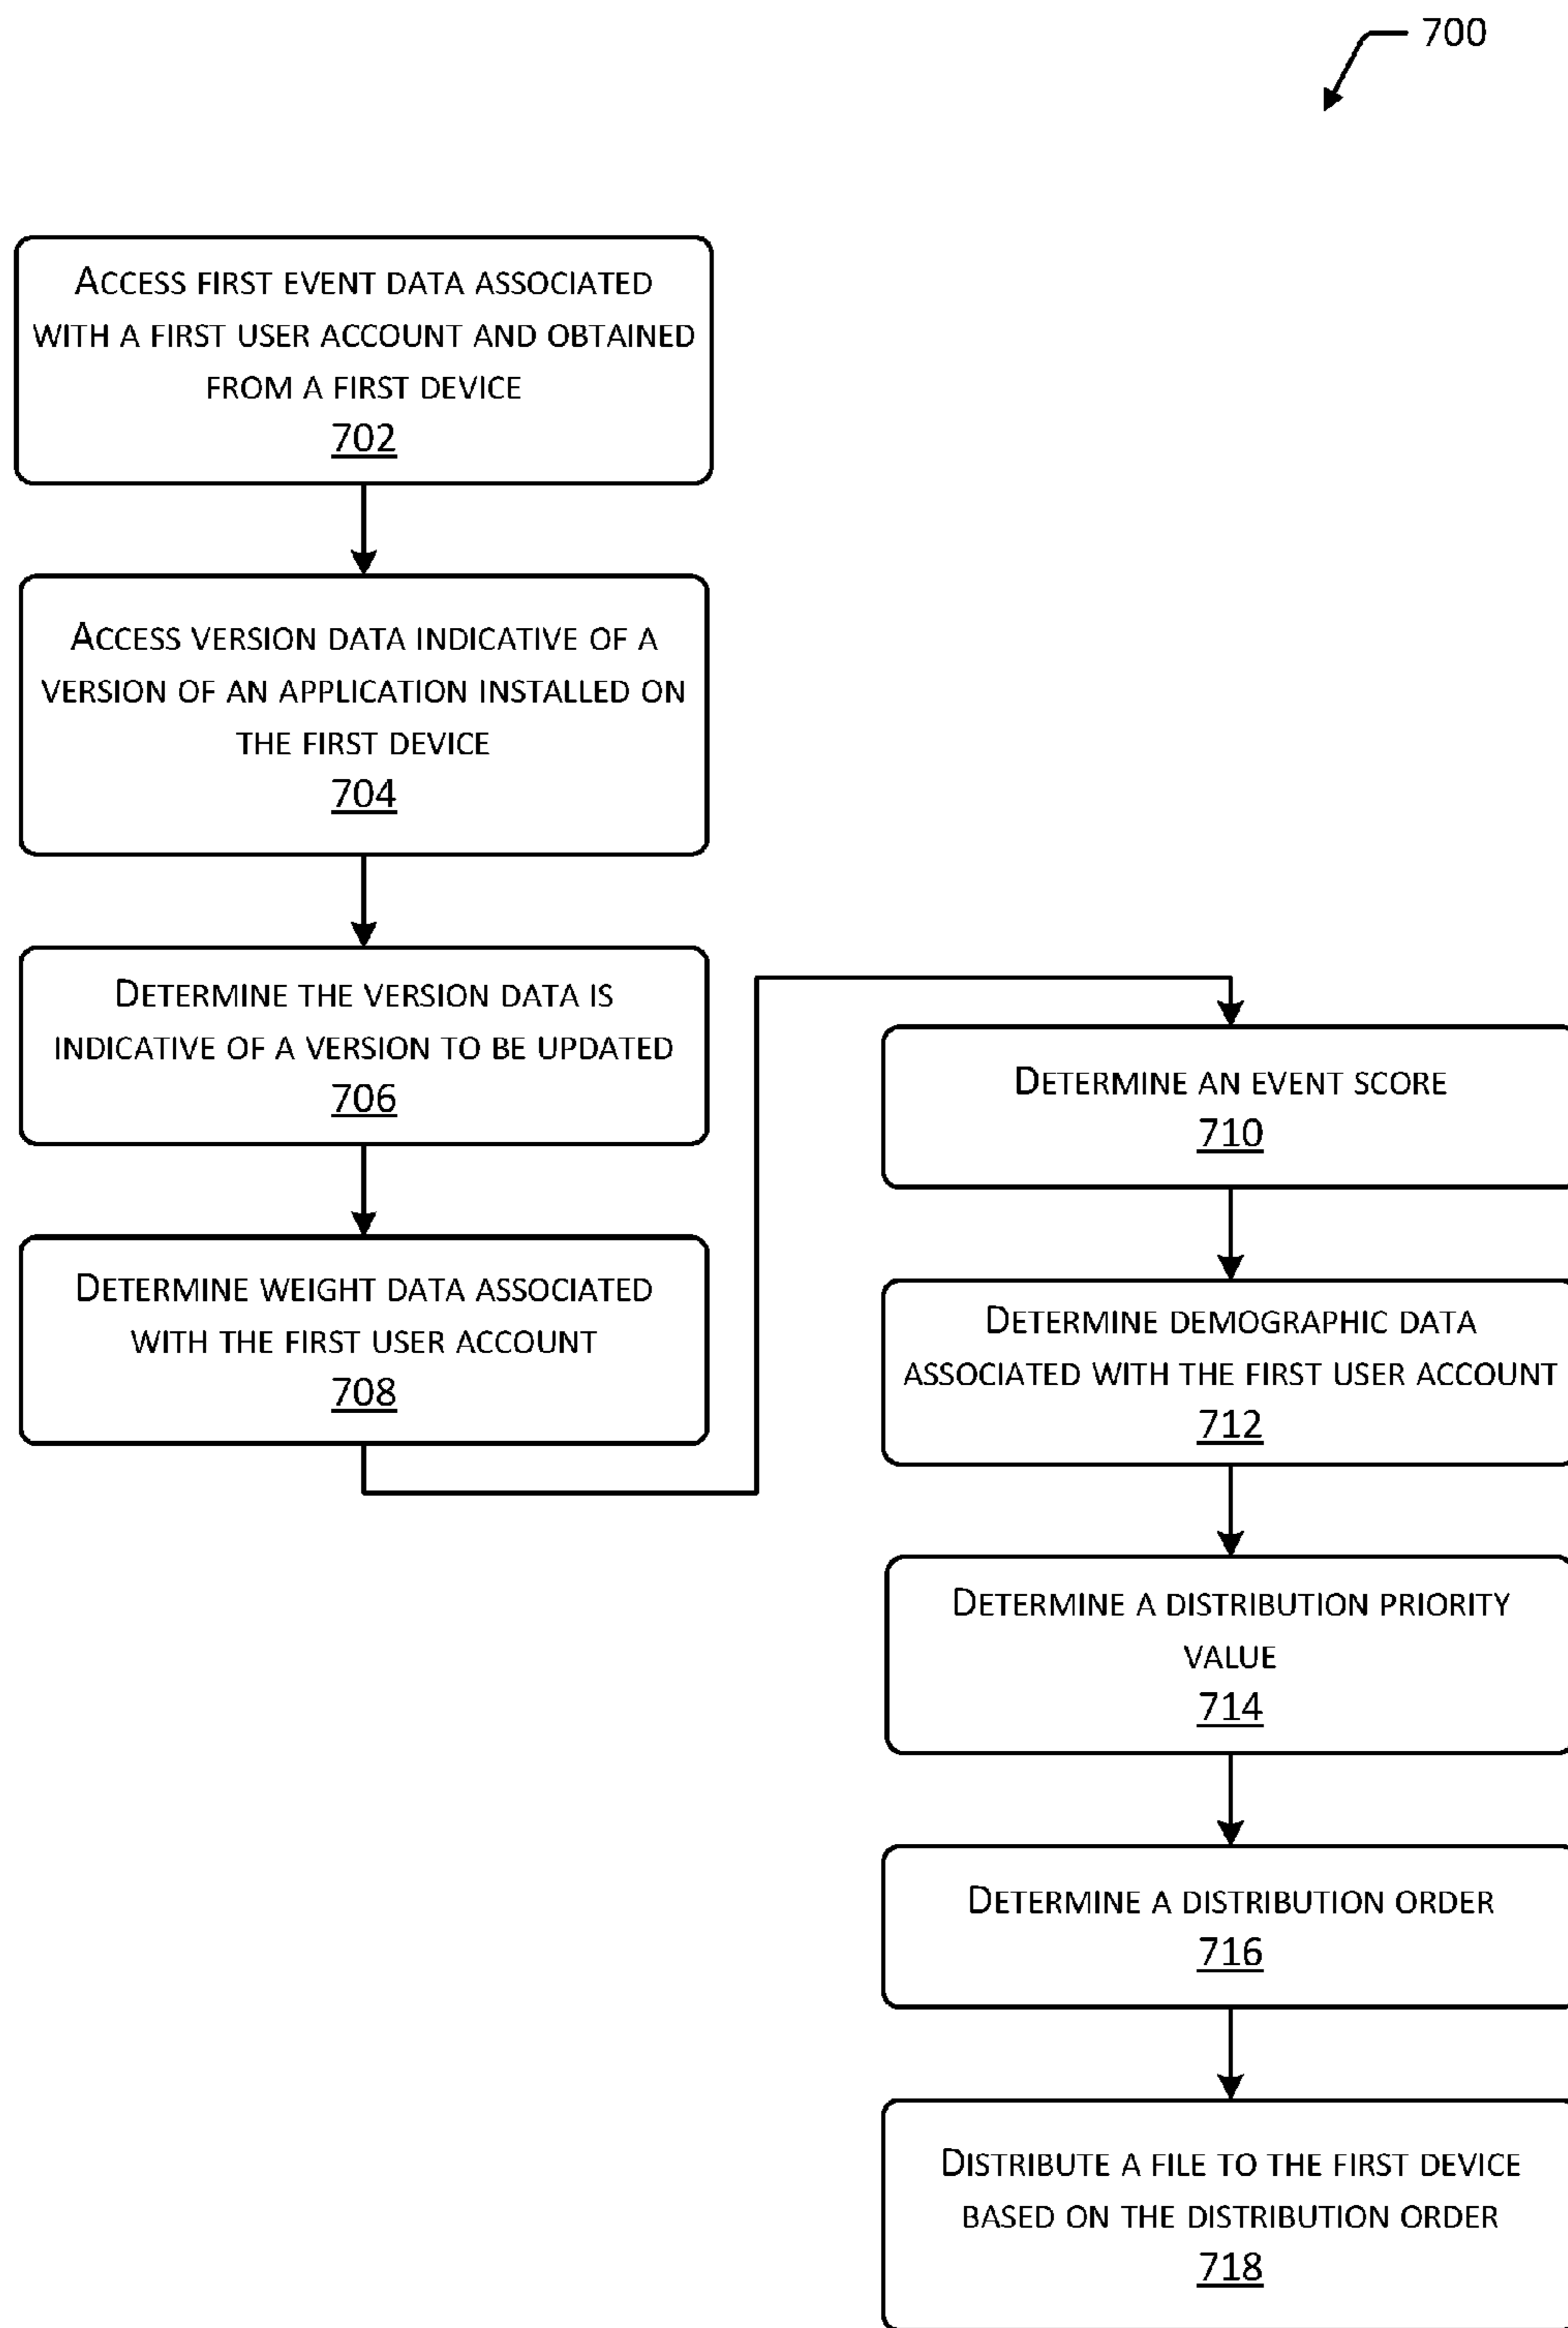 700
ACCESS FIRST EVENT DATA ASSOCIATED
WITH A FIRST USER ACCOUNT AND OBTAINED
FROM A FIRST DEVICE
702
ACCESS VERSION DATA INDICATIVE OF A
VERSION OF AN APPLICATION INSTALLED ON
THE FIRST DEVICE
704
DETERMINE THE VERSION DATA IS
INDICATIVE OF A VERSION TO BE UPDATED
706
DETERMINE WEIGHT DATA ASSOCIATED
WITH THE FIRST USER ACCOUNT
708
DETERMINE AN EVENT SCORE
710
DETERMINE DEMOGRAPHIC DATA
ASSOCIATED WITH THE FIRST USER ACCOUNT
712
DETERMINE A DISTRIBUTION PRIORITY
VALUE
714
DETERMINE A DISTRIBUTION ORDER
716
DISTRIBUTE A FILE TO THE FIRST DEVICE
BASED ON THE DISTRIBUTION ORDER
718